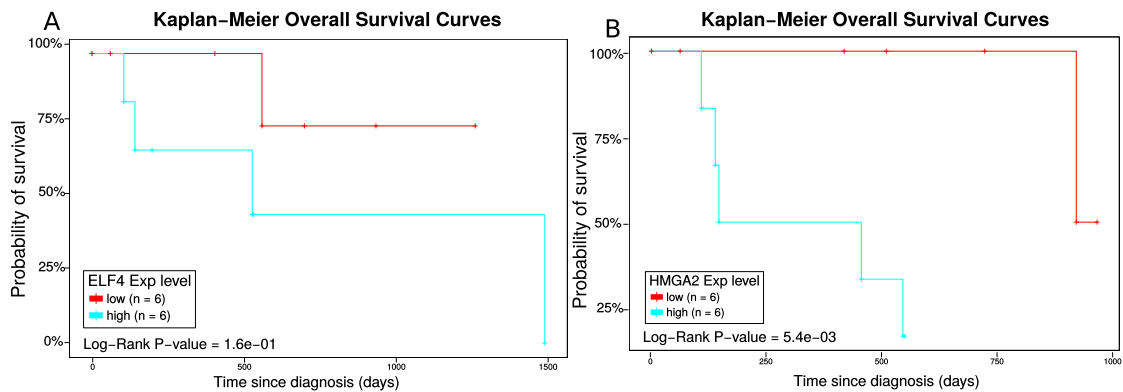 A
Kaplan−Meier Overall Survival Curves
Probability of survival
100%
75%
50%
25%
0%
ELF4 Exp level
low (n = 6)
high (n = 6)
Log−Rank P−value = 1.6e−01
0
500
1000
1500
Time since diagnosis (days)
B
Kaplan−Meier Overall Survival Curves
Probability of survival
100%
75%
50%
25%
HMGA2 Exp level
low (n = 6)
high (n = 6)
Log−Rank P−value = 5.4e−03
0
250
500
750
1000
Time since diagnosis (days)